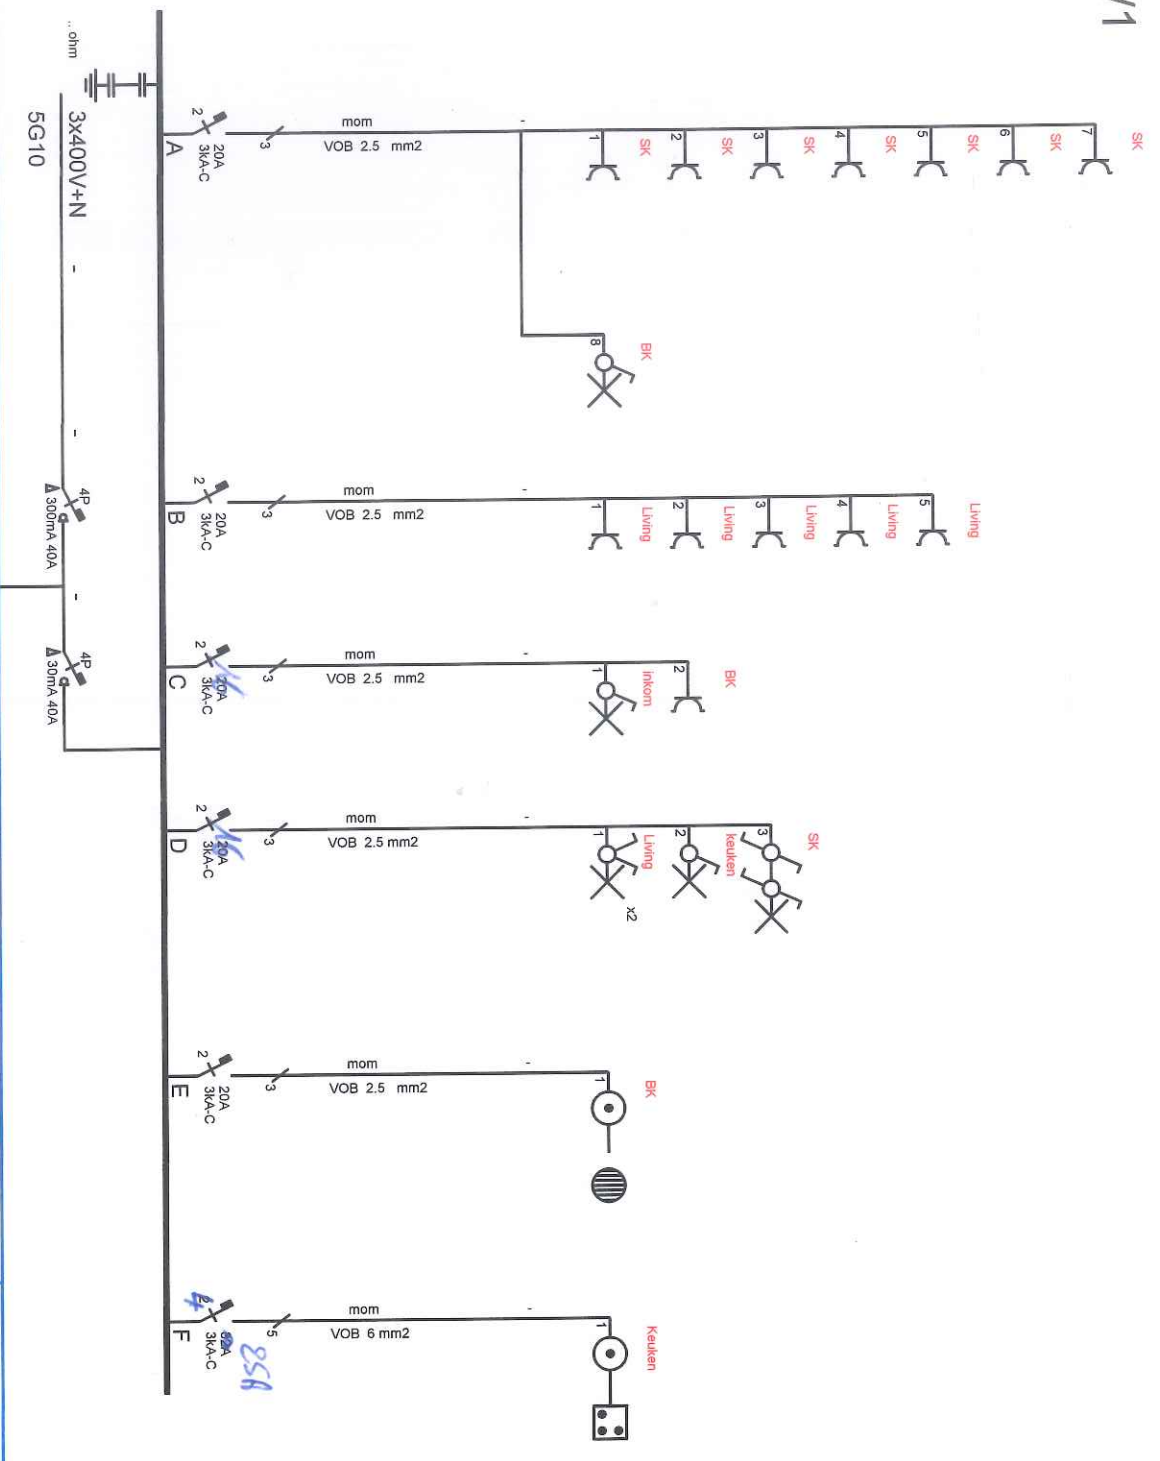 /1
.. ohm
3x400V+N
5G10
-
-
4P
Δ 300mA 40A
-
4P
Δ 30mA 40A
A
2
20A
3kA-C
3
mom
VOB 2.5 mm2
-
1
SK
2
SK
3
SK
4
SK
5
SK
6
SK
7
SK
8
BK
B
2
20A
3kA-C
3
mom
VOB 2.5 mm2
-
1
Living
2
Living
3
Living
4
Living
5
Living
C
2
20A
16
3kA-C
3
mom
VOB 2.5 mm2
-
1
inkom
2
BK
D
2
20A
16
3kA-C
3
mom
VOB 2.5 mm2
-
1
Living
x2
2
keuken
3
SK
E
2
20A
3kA-C
3
mom
VOB 2.5 mm2
-
1
BK
F
2
4
32A
25A
3kA-C
5
mom
VOB 6 mm2
-
1
Keuken